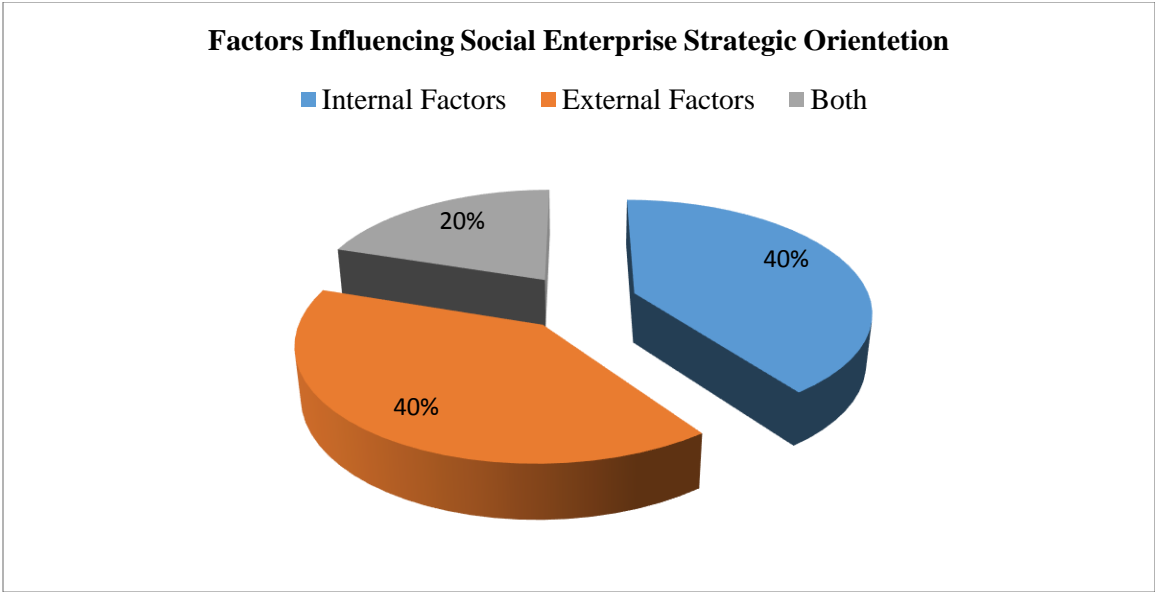 Factors Influencing Social Enterprise Strategic Orientetion
Internal Factors External Factors Both
20%
40%
40%